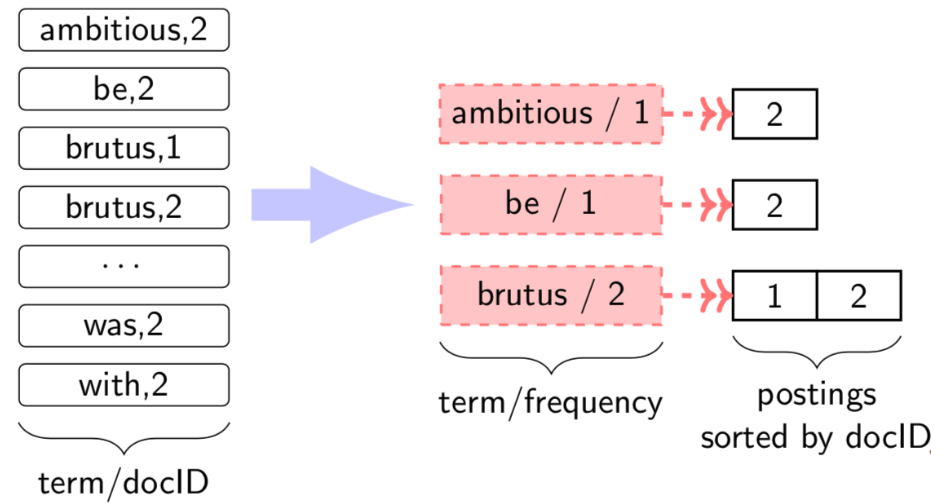 ambitious,2
be,2
brutus,1
brutus,2
...
was,2
with,2
term/docID
ambitious / 1
2
be / 1
2
brutus / 2
1 2
term/frequency
postings
sorted by docID